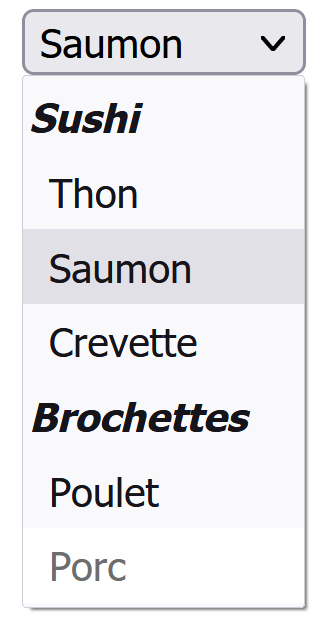 Saumon
Sushi
Thon
Saumon
Crevette
Brochettes
Poulet
Porc